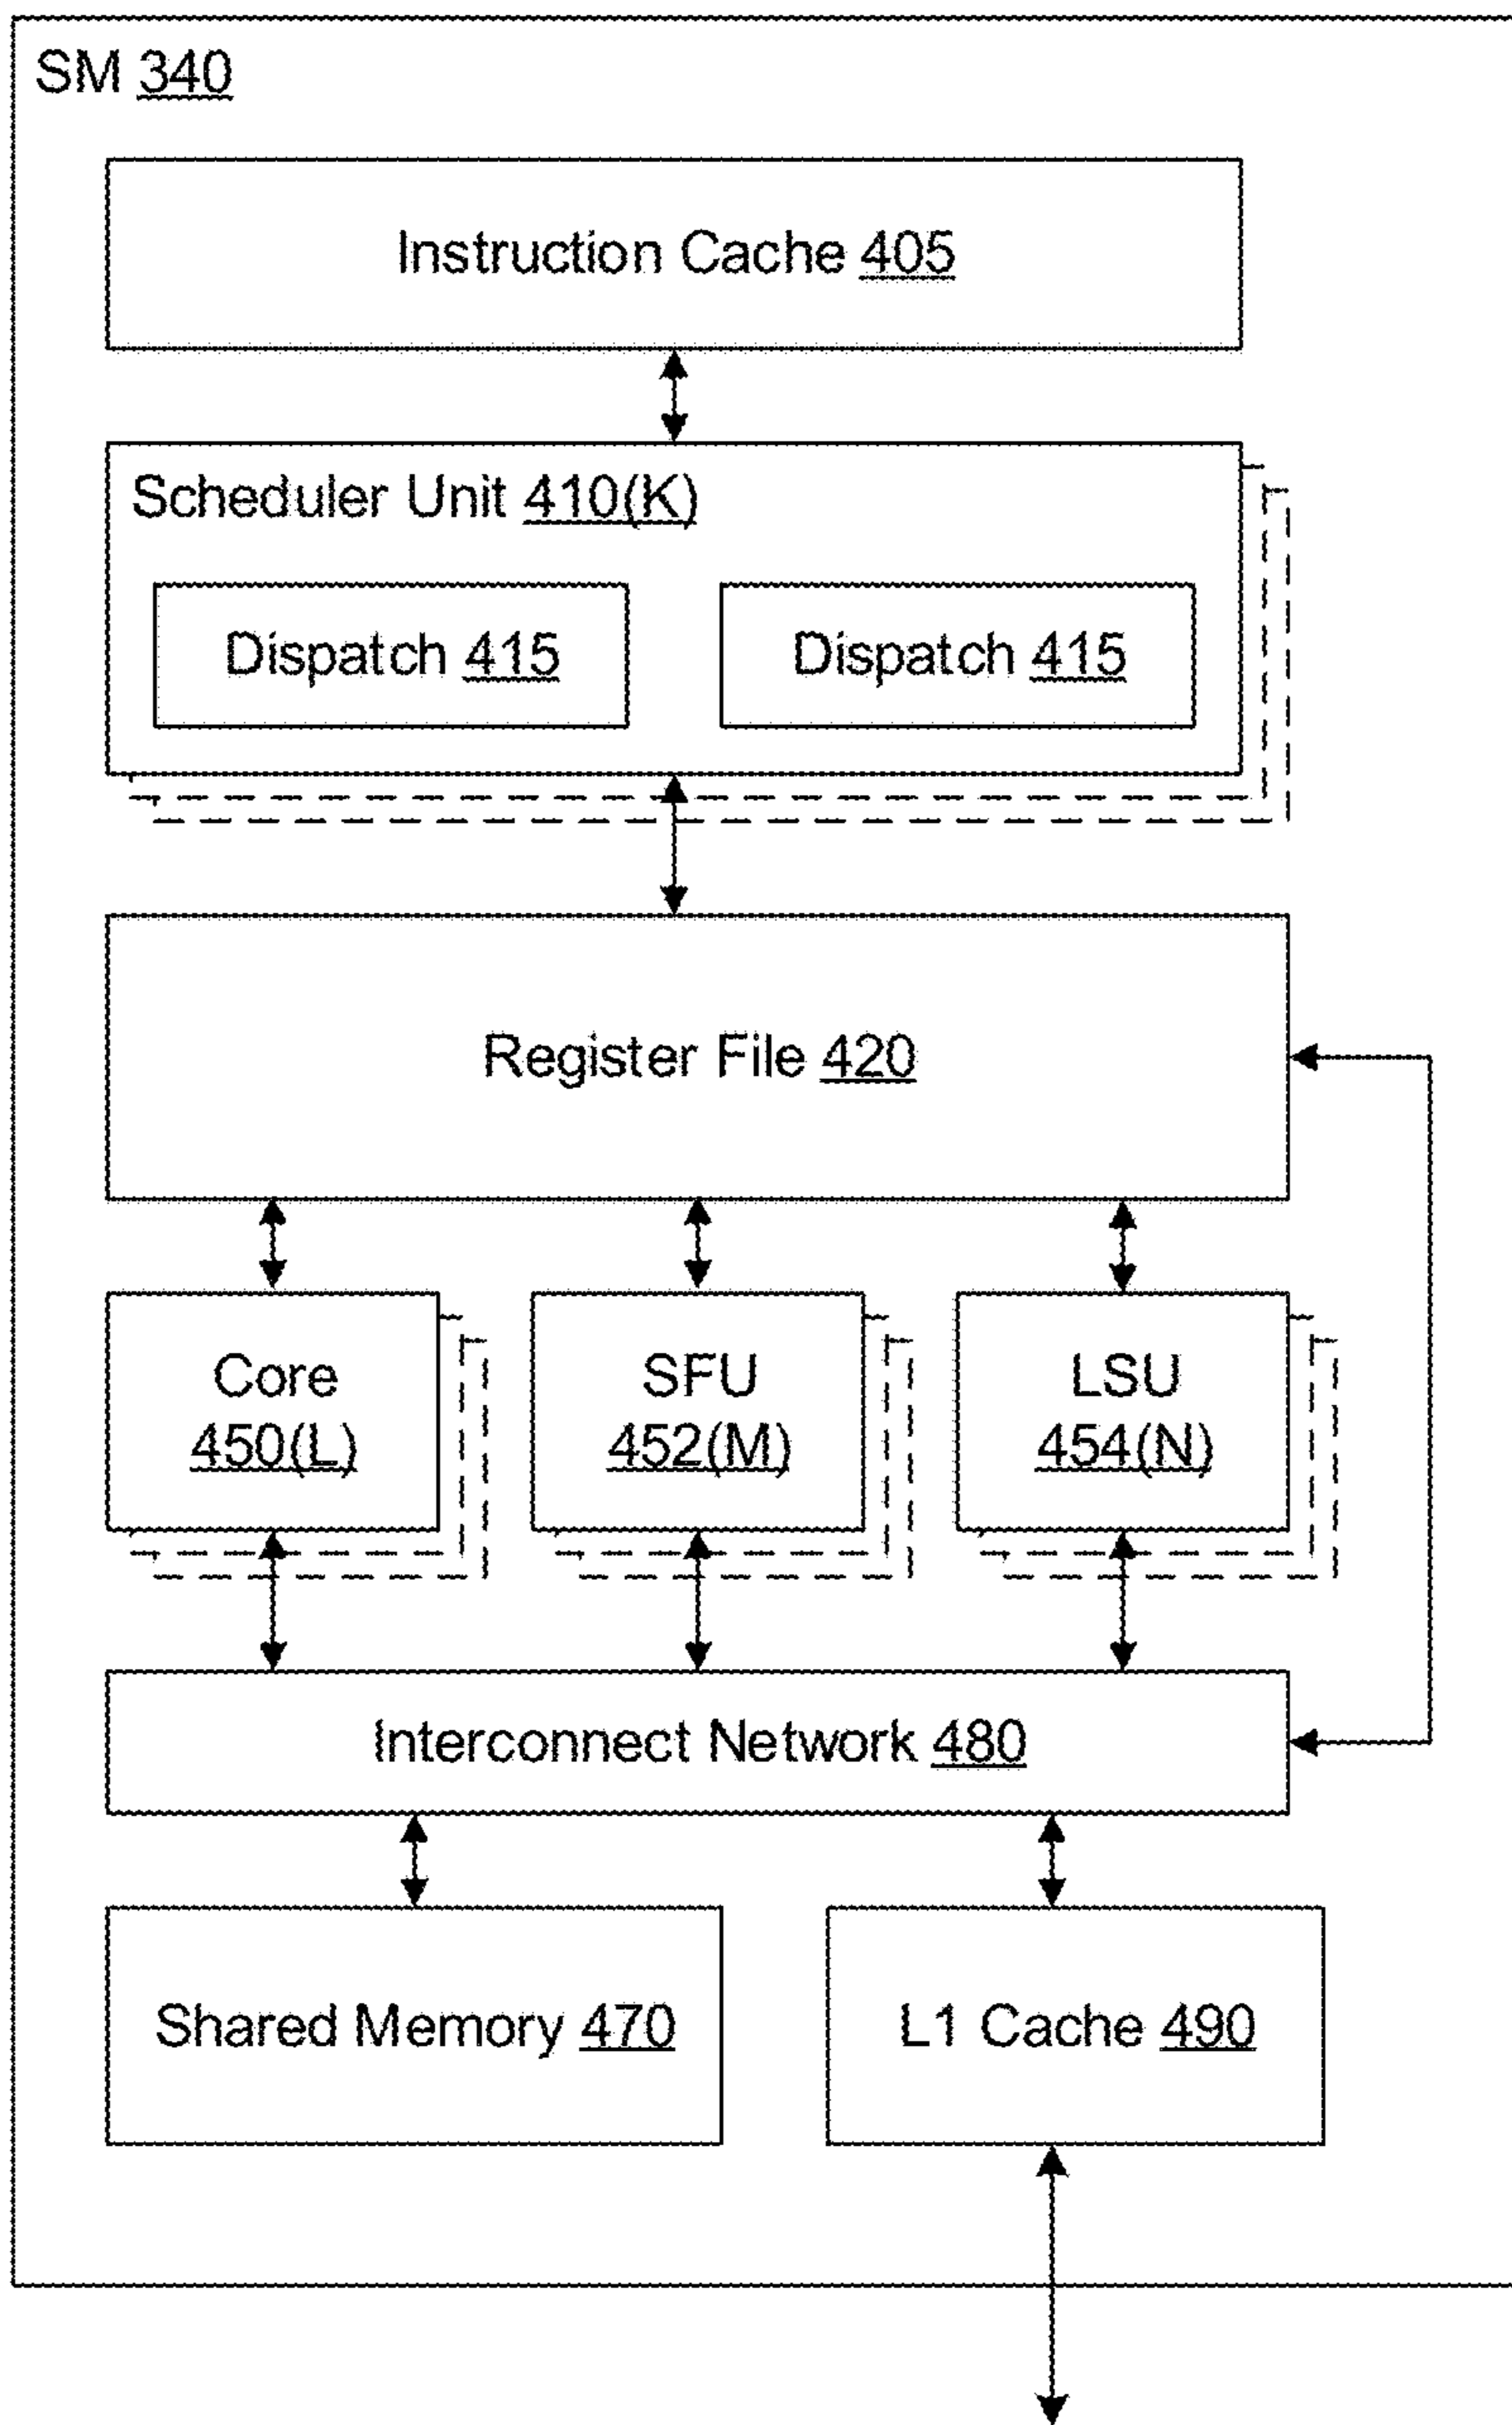 SM 340
Instruction Cache 405
Scheduler Unit 410(K)
Dispatch 415
Dispatch 415
Register File 420
Core
450(L)
SFU
452(M)
LSU
454(N)
Interconnect Network 480
Shared Memory 470
L1 Cache 490